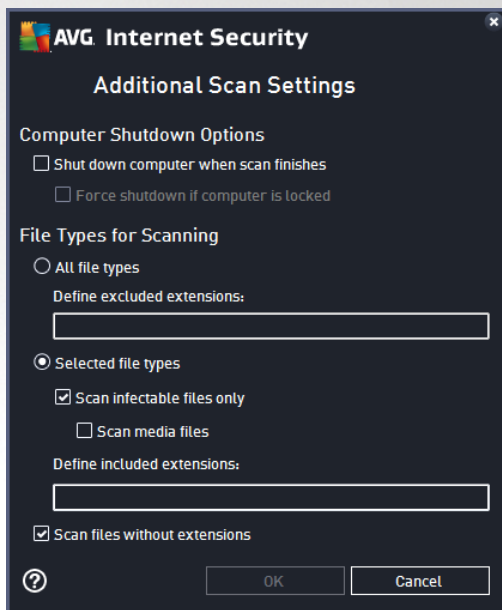 AVG Internet Security
Additional Scan Settings
Computer Shutdown Options
Shut down computer when scan finishes
Force shutdown if computer is locked
File Types for Scanning
All file types
Define excluded extensions:
Selected file types
Scan infectable files only
Scan media files
Define included extensions:
Scan files without extensions
? OK Cancel